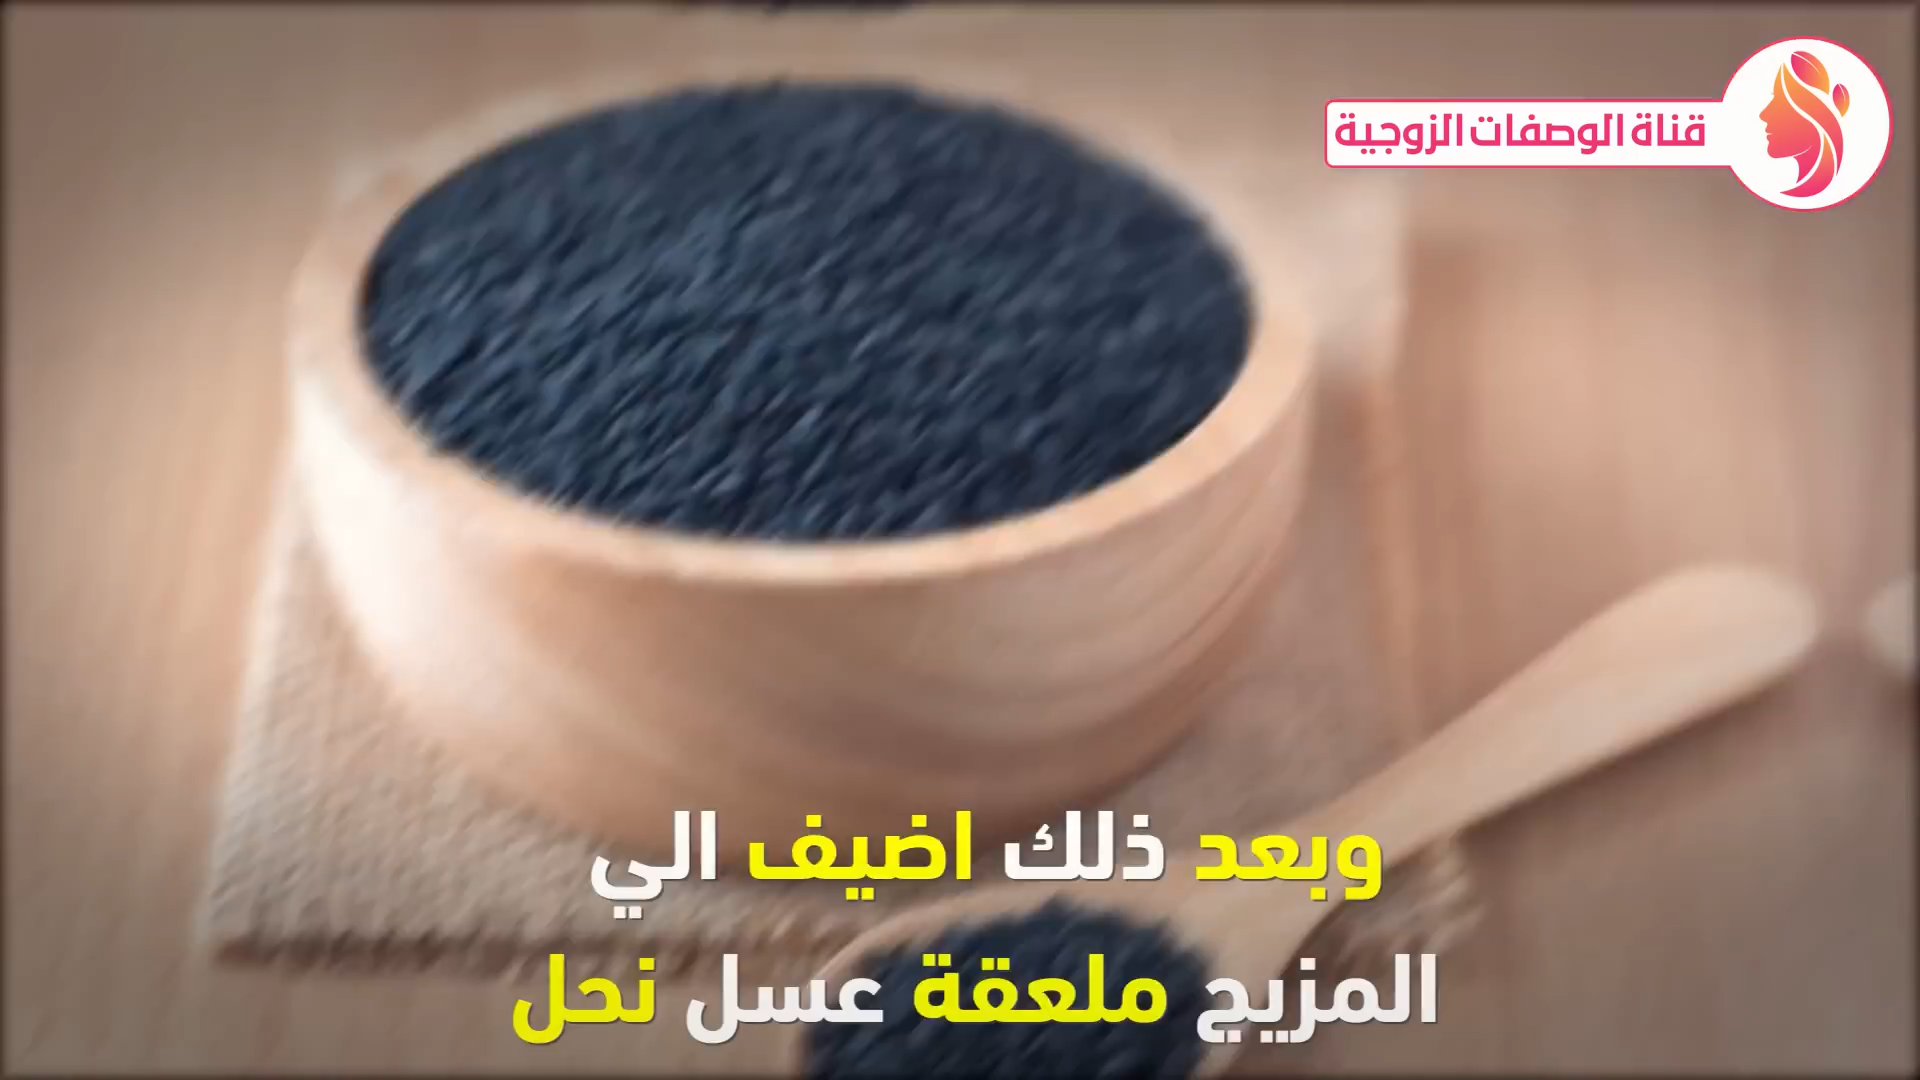 قناة الوصفات الزوجية
وبعد ذلك اضيف الي
المزيج ملعقة عسل نحل